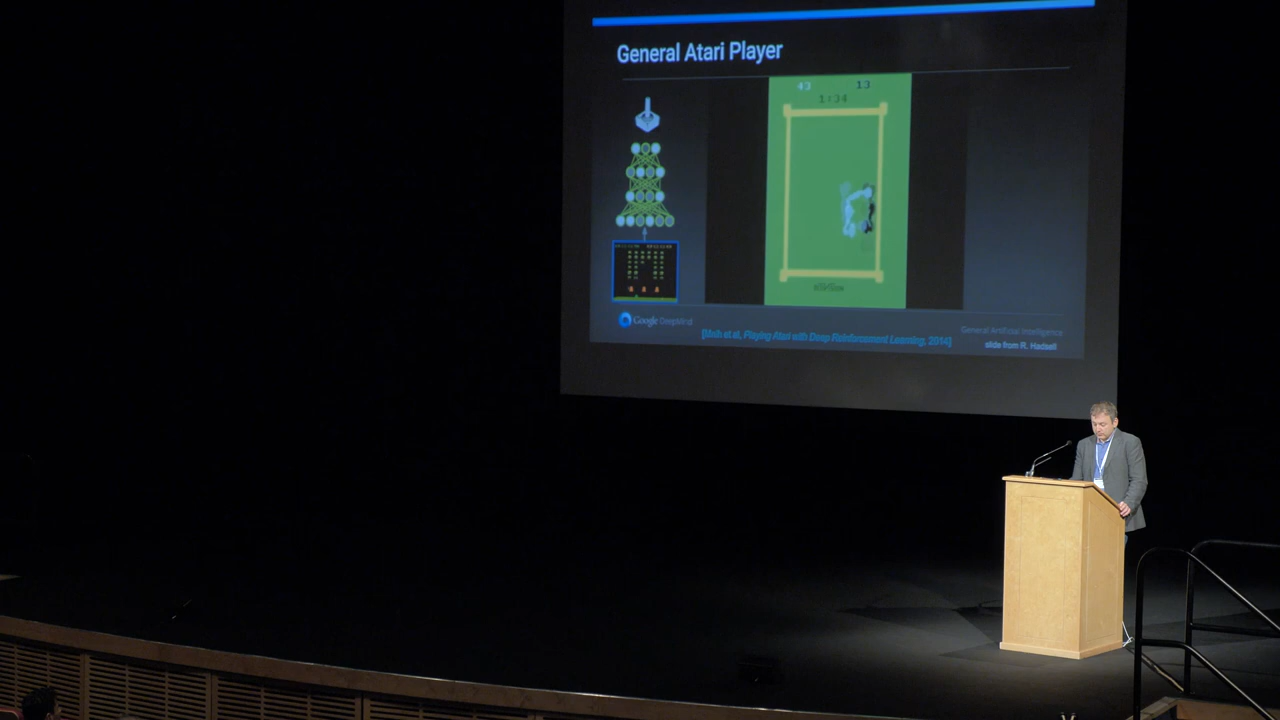 General Atari Player
43 13
1:34
Google DeepMind
[Mnih et al, Playing Atari with Deep Reinforcement Learning, 2014]
General Artificial Intelligence
slide from R. Hadsell